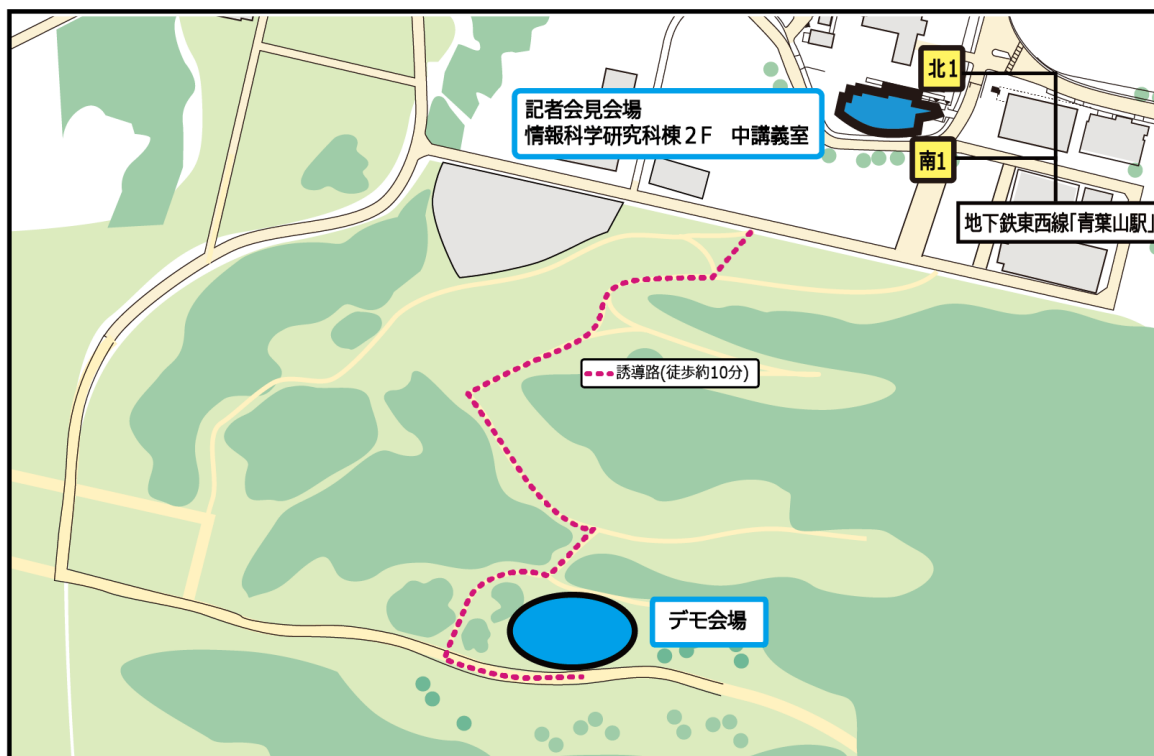 北1
記者会見会場
情報科学研究科棟２F　中講義室
南1
地下鉄東西線｢青葉山駅｣
誘導路(徒歩約10分)
デモ会場